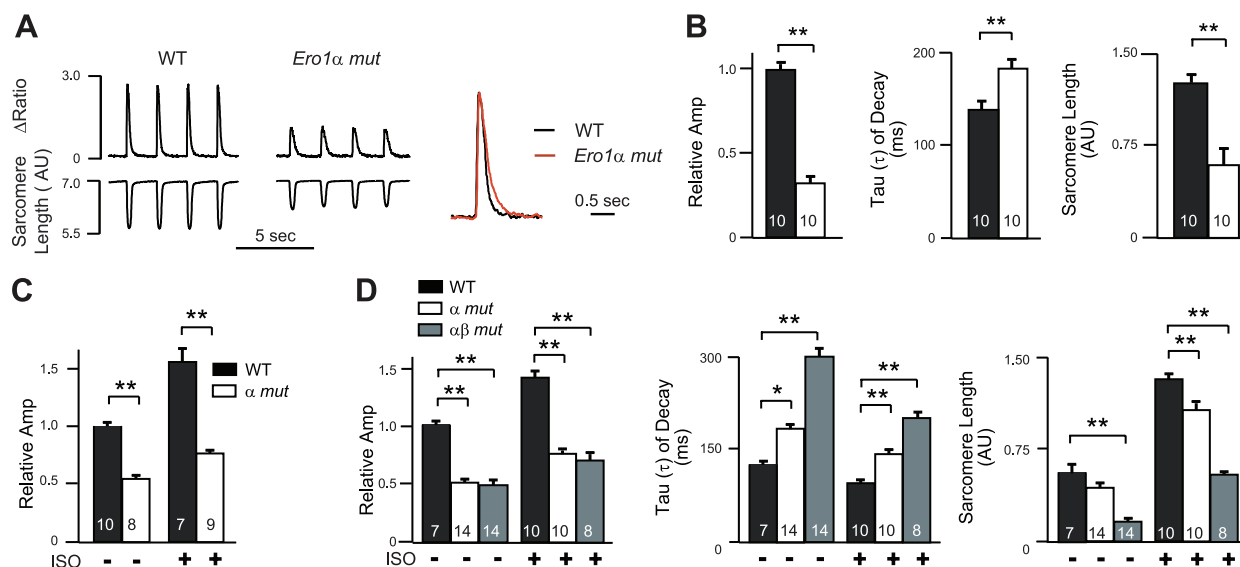 A
WT
Ero1α mut
ΔRatio
3.0
0
Sarcomere
Length ( AU)
7.0
5.5
5 sec
WT
Ero1α mut
0.5 sec
B
Relative Amp
1.0
0.5
0
**
10
10
Tau (τ) of Decay
(ms)
200
100
0
**
10
10
Sarcomere Length
(AU)
1.50
0.75
0
**
10
10
C
Relative Amp
1.5
1.0
0.5
0
**
**
WT
α mut
10
8
7
9
ISO - - + +
D
WT
α mut
αβ mut
Relative Amp
1.5
1.0
0.5
0
**
**
**
**
7
14
14
10
10
8
ISO - - - + + +
Tau (τ) of Decay
(ms)
300
150
0
**
*
**
**
7
14
14
10
10
8
- - - + + +
Sarcomere Length
(AU)
1.50
0.75
0
**
**
**
7
14
14
10
10
8
- - - + + +